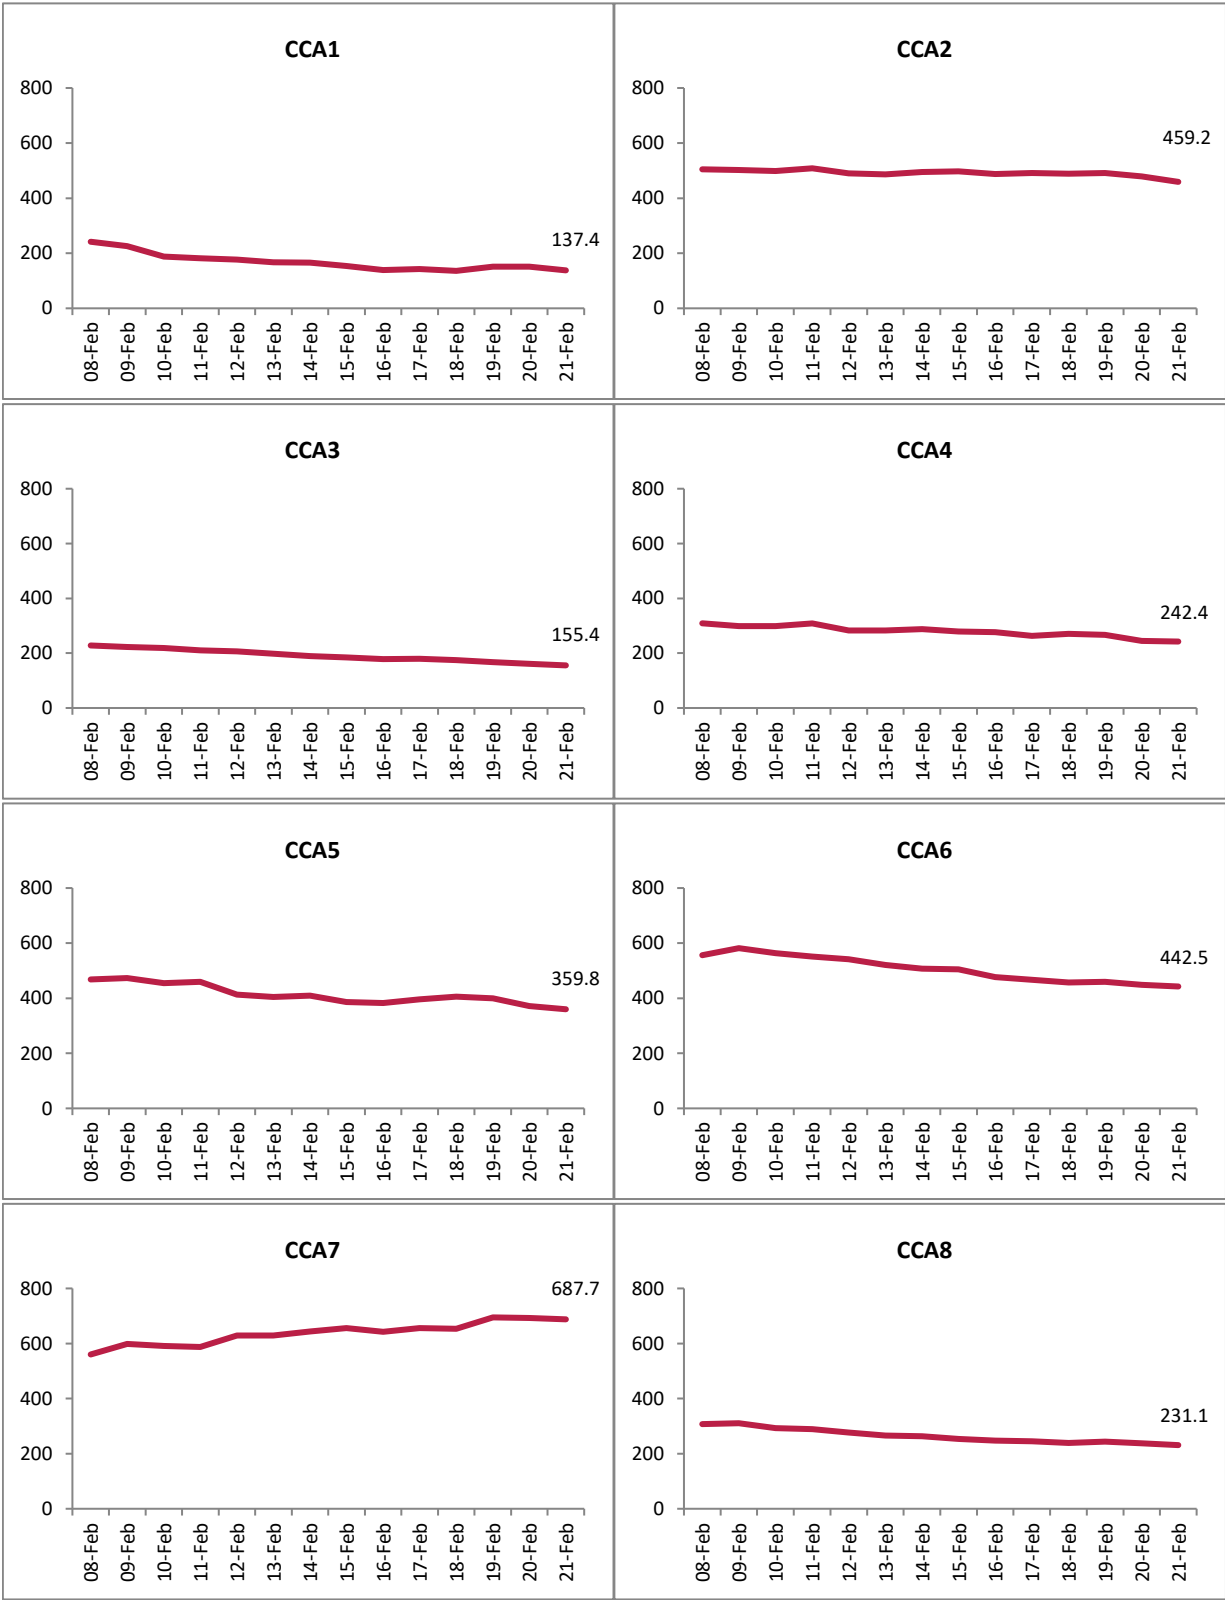 CCA1
800
600
400
200
0
137.4
08-Feb
09-Feb
10-Feb
11-Feb
12-Feb
13-Feb
14-Feb
15-Feb
16-Feb
17-Feb
18-Feb
19-Feb
20-Feb
21-Feb
CCA2
800
600
400
200
0
459.2
08-Feb
09-Feb
10-Feb
11-Feb
12-Feb
13-Feb
14-Feb
15-Feb
16-Feb
17-Feb
18-Feb
19-Feb
20-Feb
21-Feb
CCA3
800
600
400
200
0
155.4
08-Feb
09-Feb
10-Feb
11-Feb
12-Feb
13-Feb
14-Feb
15-Feb
16-Feb
17-Feb
18-Feb
19-Feb
20-Feb
21-Feb
CCA4
800
600
400
200
0
242.4
08-Feb
09-Feb
10-Feb
11-Feb
12-Feb
13-Feb
14-Feb
15-Feb
16-Feb
17-Feb
18-Feb
19-Feb
20-Feb
21-Feb
CCA5
800
600
400
200
0
359.8
08-Feb
09-Feb
10-Feb
11-Feb
12-Feb
13-Feb
14-Feb
15-Feb
16-Feb
17-Feb
18-Feb
19-Feb
20-Feb
21-Feb
CCA6
800
600
400
200
0
442.5
08-Feb
09-Feb
10-Feb
11-Feb
12-Feb
13-Feb
14-Feb
15-Feb
16-Feb
17-Feb
18-Feb
19-Feb
20-Feb
21-Feb
CCA7
800
600
400
200
0
687.7
08-Feb
09-Feb
10-Feb
11-Feb
12-Feb
13-Feb
14-Feb
15-Feb
16-Feb
17-Feb
18-Feb
19-Feb
20-Feb
21-Feb
CCA8
800
600
400
200
0
231.1
08-Feb
09-Feb
10-Feb
11-Feb
12-Feb
13-Feb
14-Feb
15-Feb
16-Feb
17-Feb
18-Feb
19-Feb
20-Feb
21-Feb